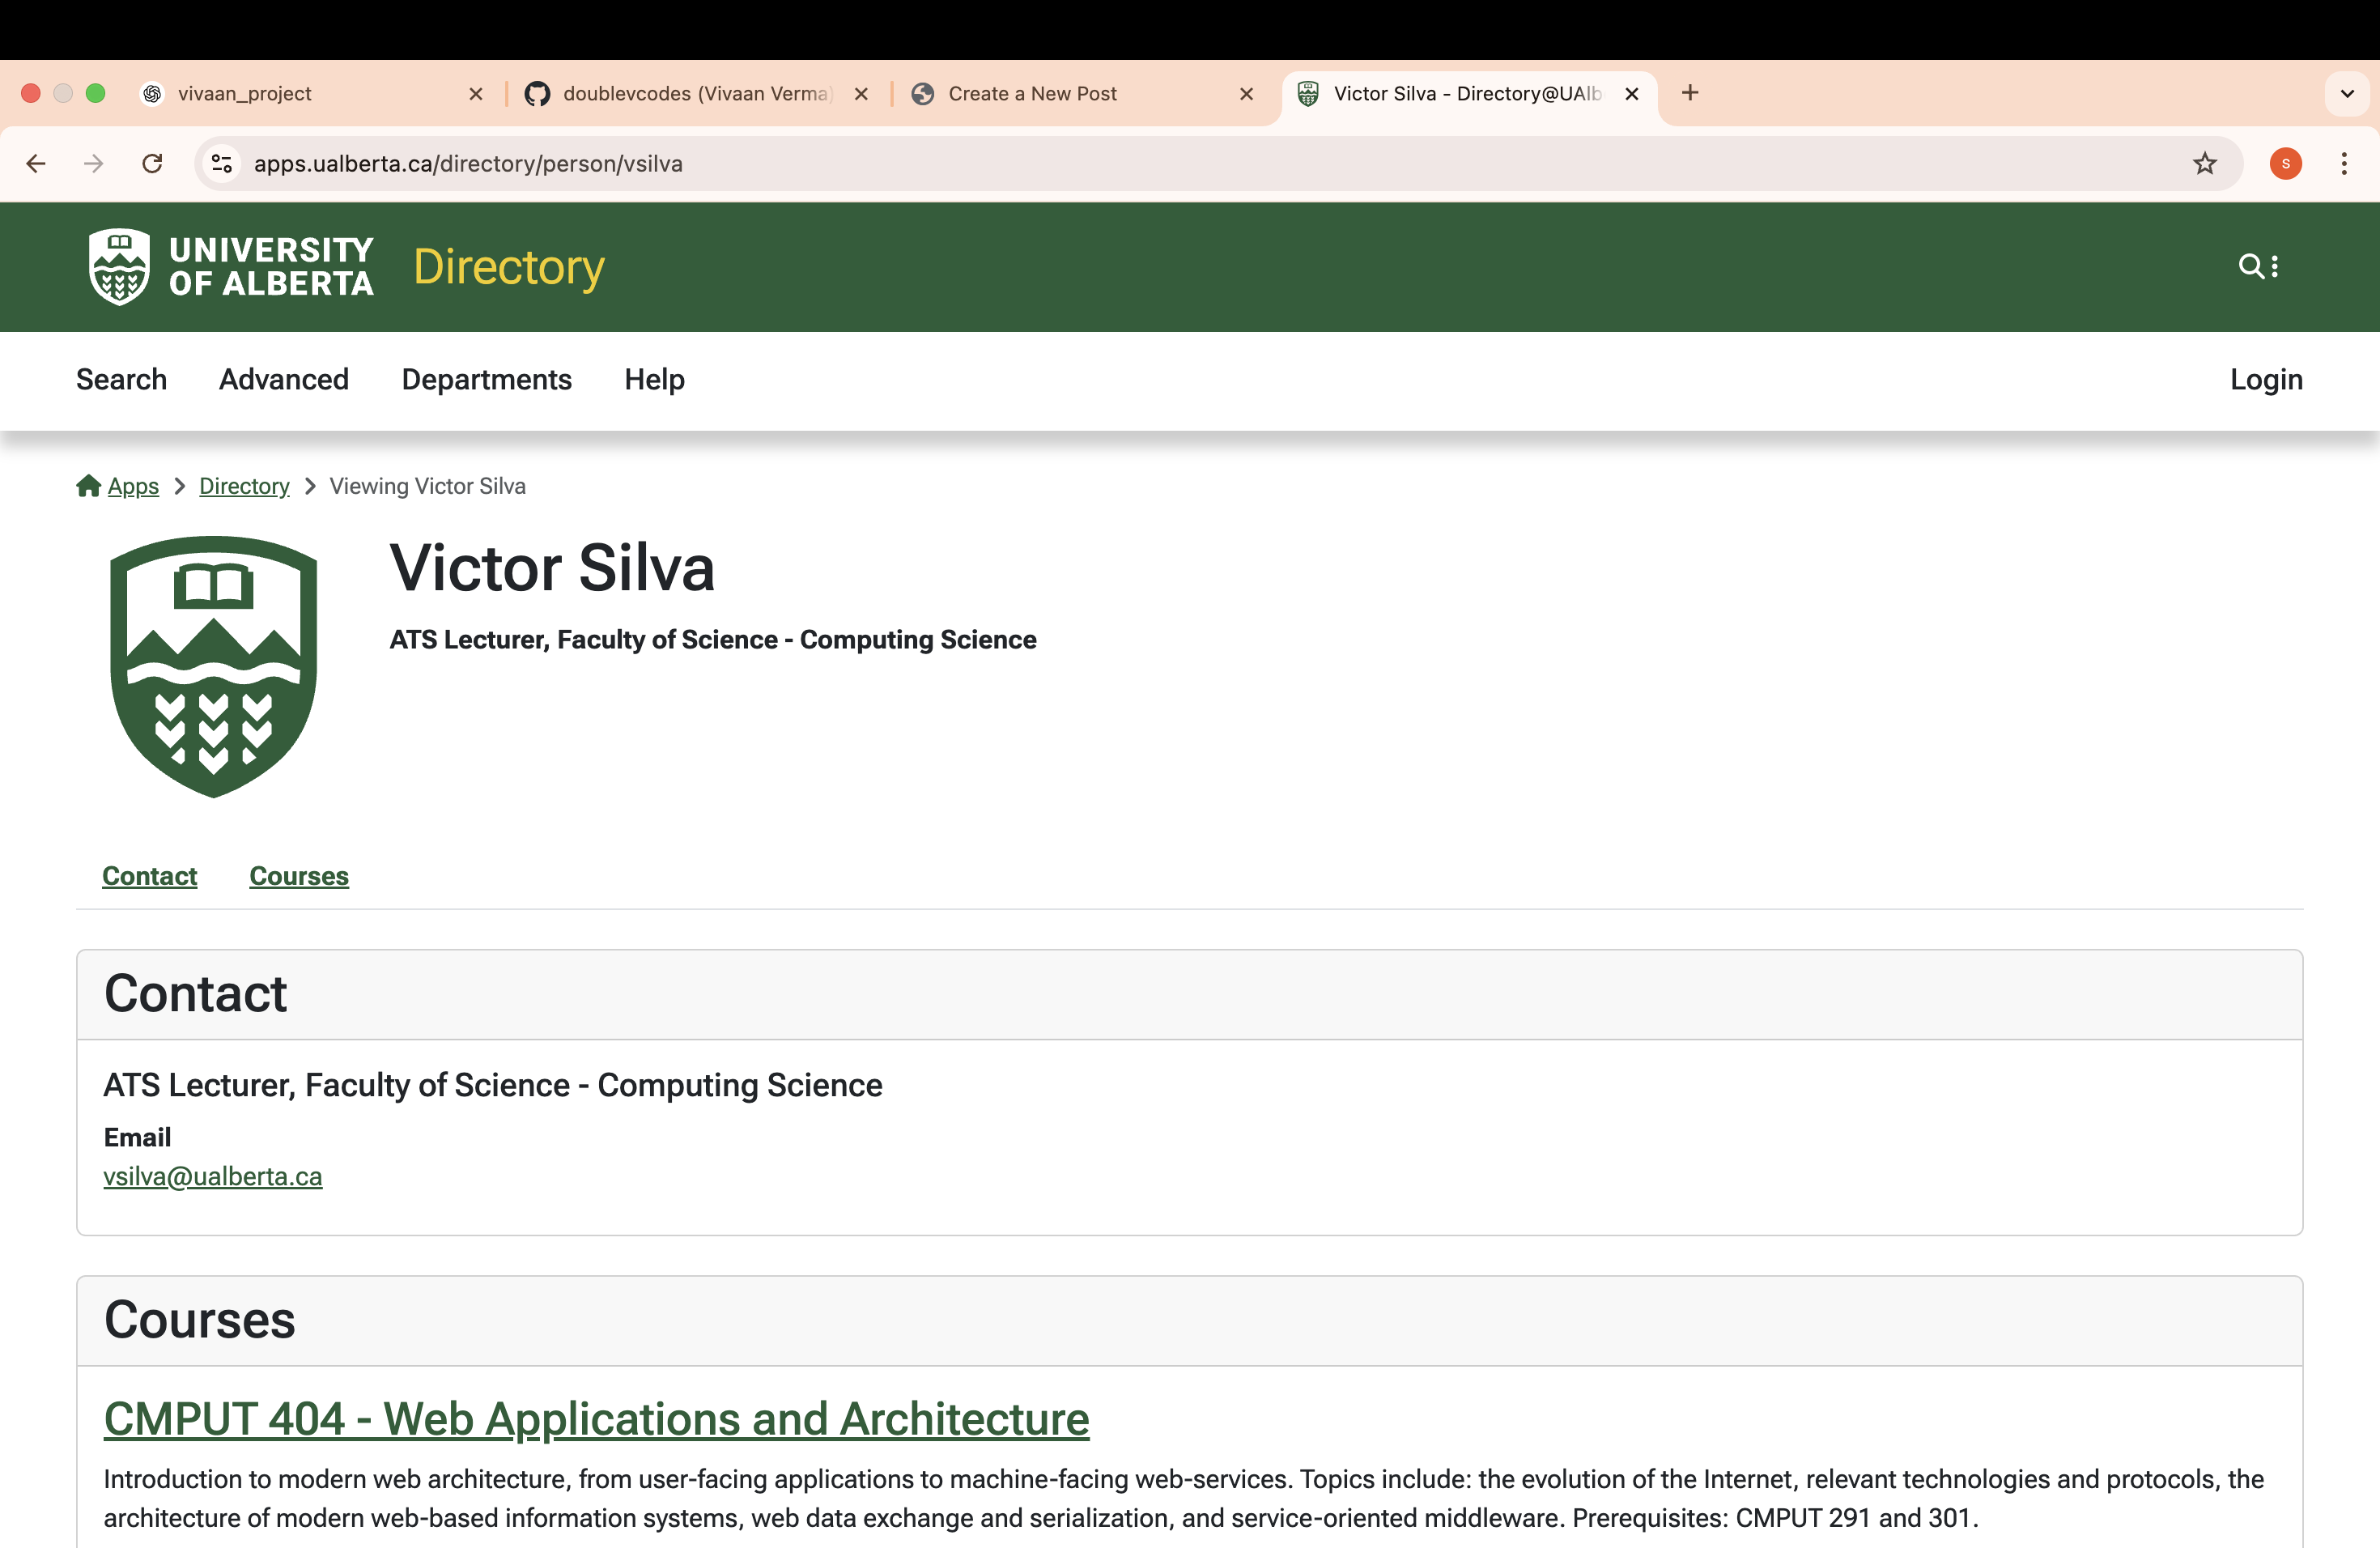 vivaan_project
doublevcodes (Vivaan Verma)
Create a New Post
Victor Silva - Directory@UAlb
apps.ualberta.ca/directory/person/vsilva
S
UNIVERSITY
OF ALBERTA
Directory
Search Advanced Departments Help Login
Apps > Directory > Viewing Victor Silva
Victor Silva
ATS Lecturer, Faculty of Science - Computing Science
Contact Courses
Contact
ATS Lecturer, Faculty of Science - Computing Science
Email
vsilva@ualberta.ca
Courses
CMPUT 404 - Web Applications and Architecture
Introduction to modern web architecture, from user-facing applications to machine-facing web-services. Topics include: the evolution of the Internet, relevant technologies and protocols, the
architecture of modern web-based information systems, web data exchange and serialization, and service-oriented middleware. Prerequisites: CMPUT 291 and 301.